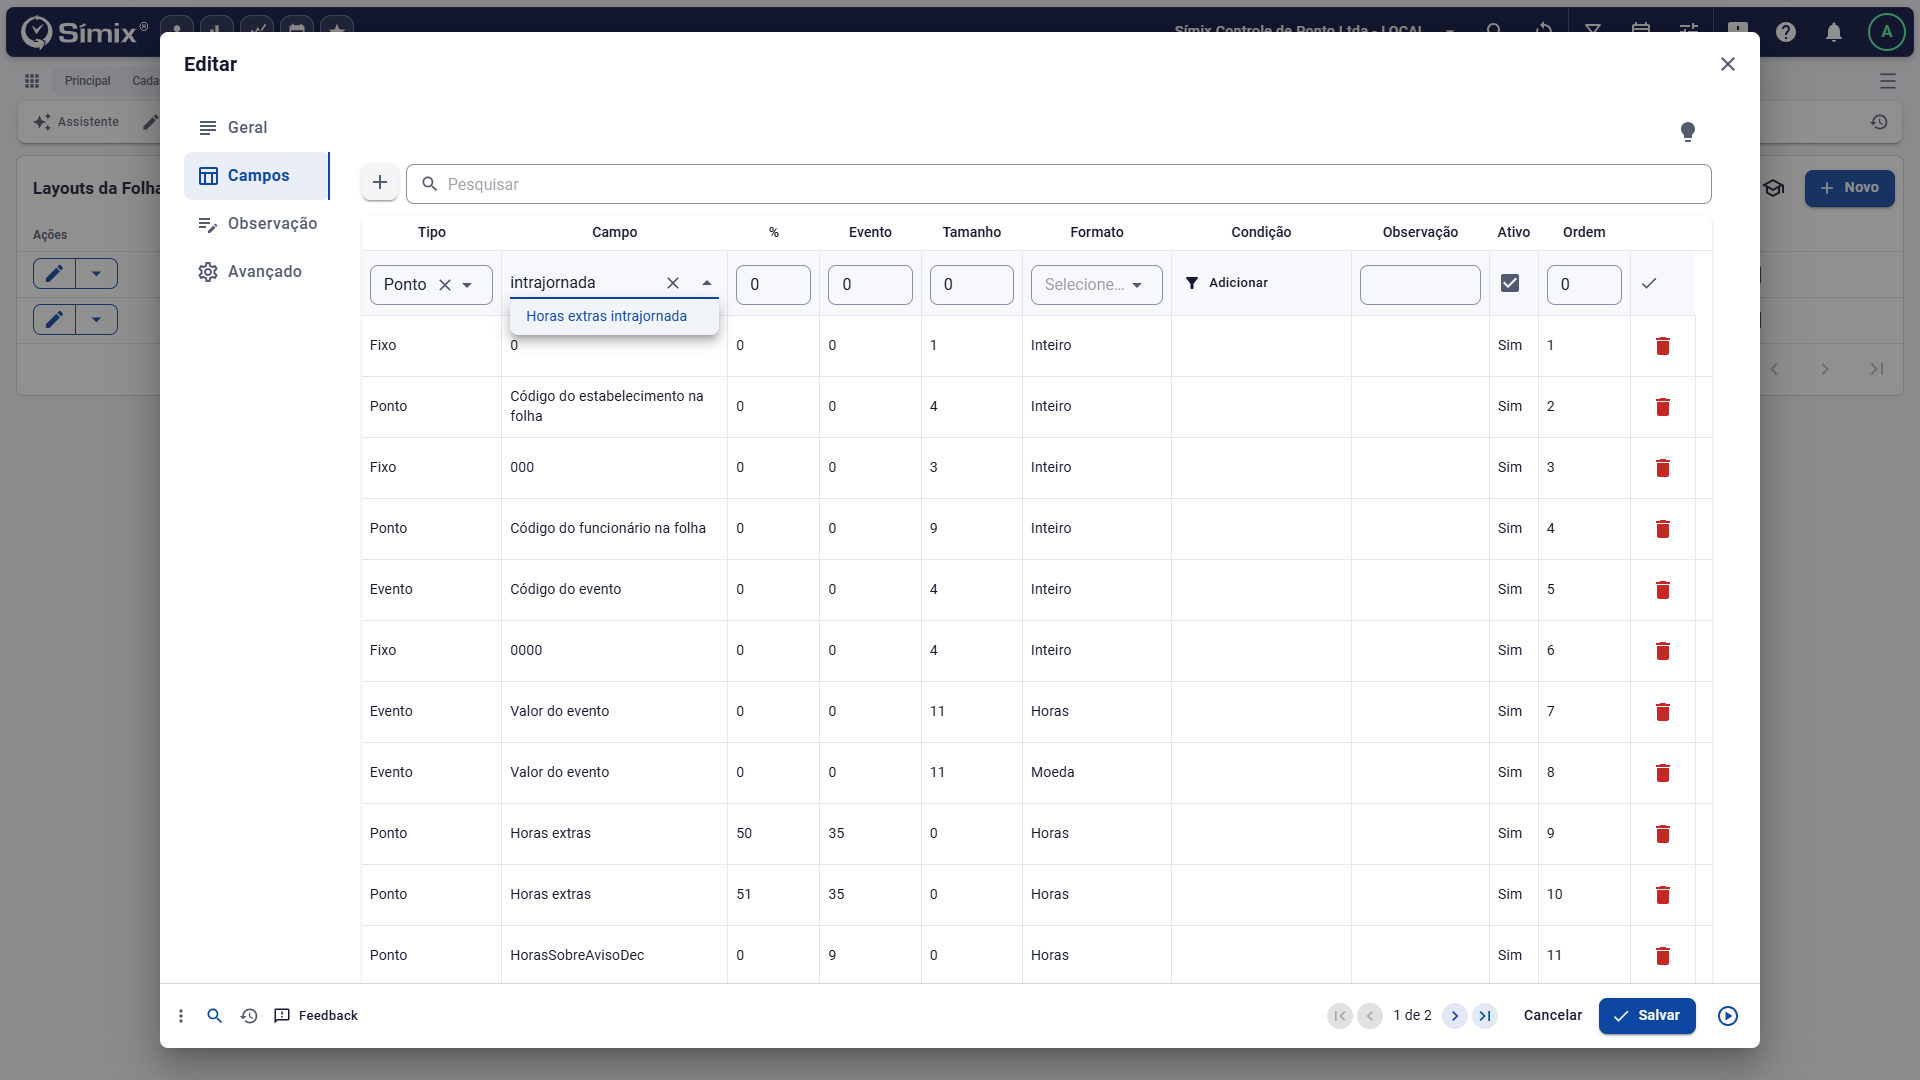 Símix®
Símix Controle de Ponto Ltda - LOCAL
A
Principal
Assistente
Layouts da Folha
Novo
Ações
Editar
Geral
Campos
Observação
Avançado
Pesquisar
Tipo Campo % Evento Tamanho Formato Condição Observação Ativo Ordem
Ponto intrajornada 0 0 0 Selecione... Adicionar 0
Horas extras intrajornada
Fixo 0 0 0 1 Inteiro Sim 1
Ponto Código do estabelecimento na folha 0 0 4 Inteiro Sim 2
Fixo 000 0 0 3 Inteiro Sim 3
Ponto Código do funcionário na folha 0 0 9 Inteiro Sim 4
Evento Código do evento 0 0 4 Inteiro Sim 5
Fixo 0000 0 0 4 Inteiro Sim 6
Evento Valor do evento 0 0 11 Horas Sim 7
Evento Valor do evento 0 0 11 Moeda Sim 8
Ponto Horas extras 50 35 0 Horas Sim 9
Ponto Horas extras 51 35 0 Horas Sim 10
Ponto HorasSobreAvisoDec 0 9 0 Horas Sim 11
Feedback
1 de 2
Cancelar
Salvar